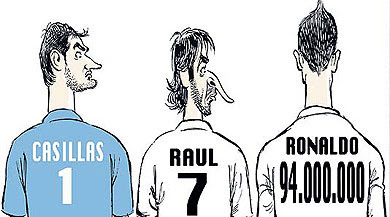 CASILLAS
1
RAUL
7
RONALDO
94.000.000